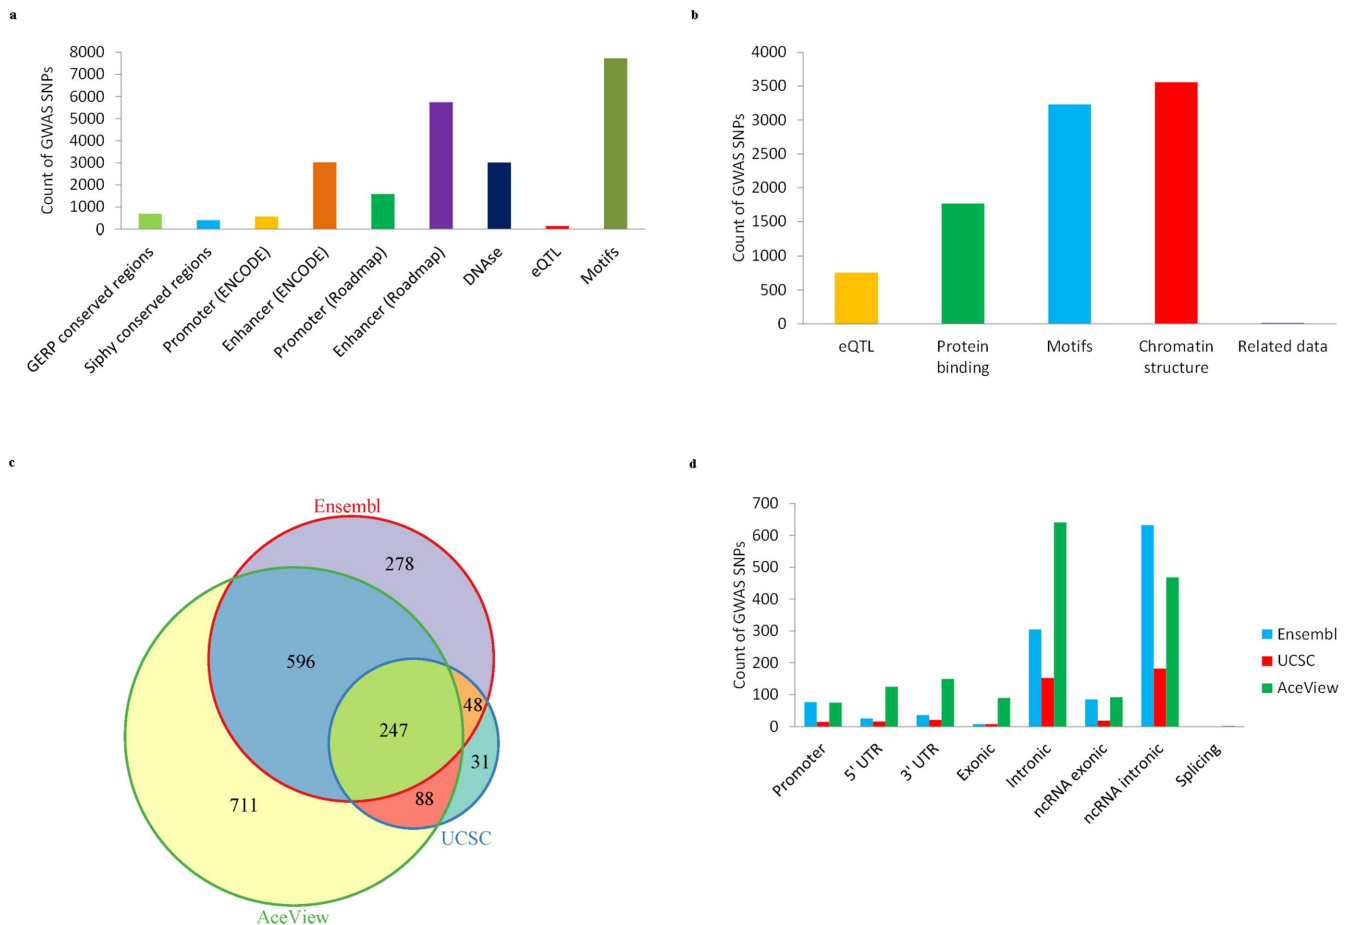 a
8000
7000
6000
5000
4000
3000
2000
1000
0
Count of GWAS SNPs
GERP conserved regions
Siphy conserved regions
Promoter (ENCODE)
Enhancer (ENCODE)
Promoter (Roadmap)
Enhancer (Roadmap)
DNAse
eQTL
Motifs
b
4000
3500
3000
2500
2000
1500
1000
500
0
Count of GWAS SNPs
eQTL
Protein
binding
Motifs
Chromatin
structure
Related data
c
Ensembl
278
596
48
247
31
88
711
UCSC
AceView
d
700
600
500
400
300
200
100
0
Count of GWAS SNPs
Promoter
5' UTR
3' UTR
Exonic
Intronic
ncRNA exonic
ncRNA intronic
Splicing
Ensembl
UCSC
AceView